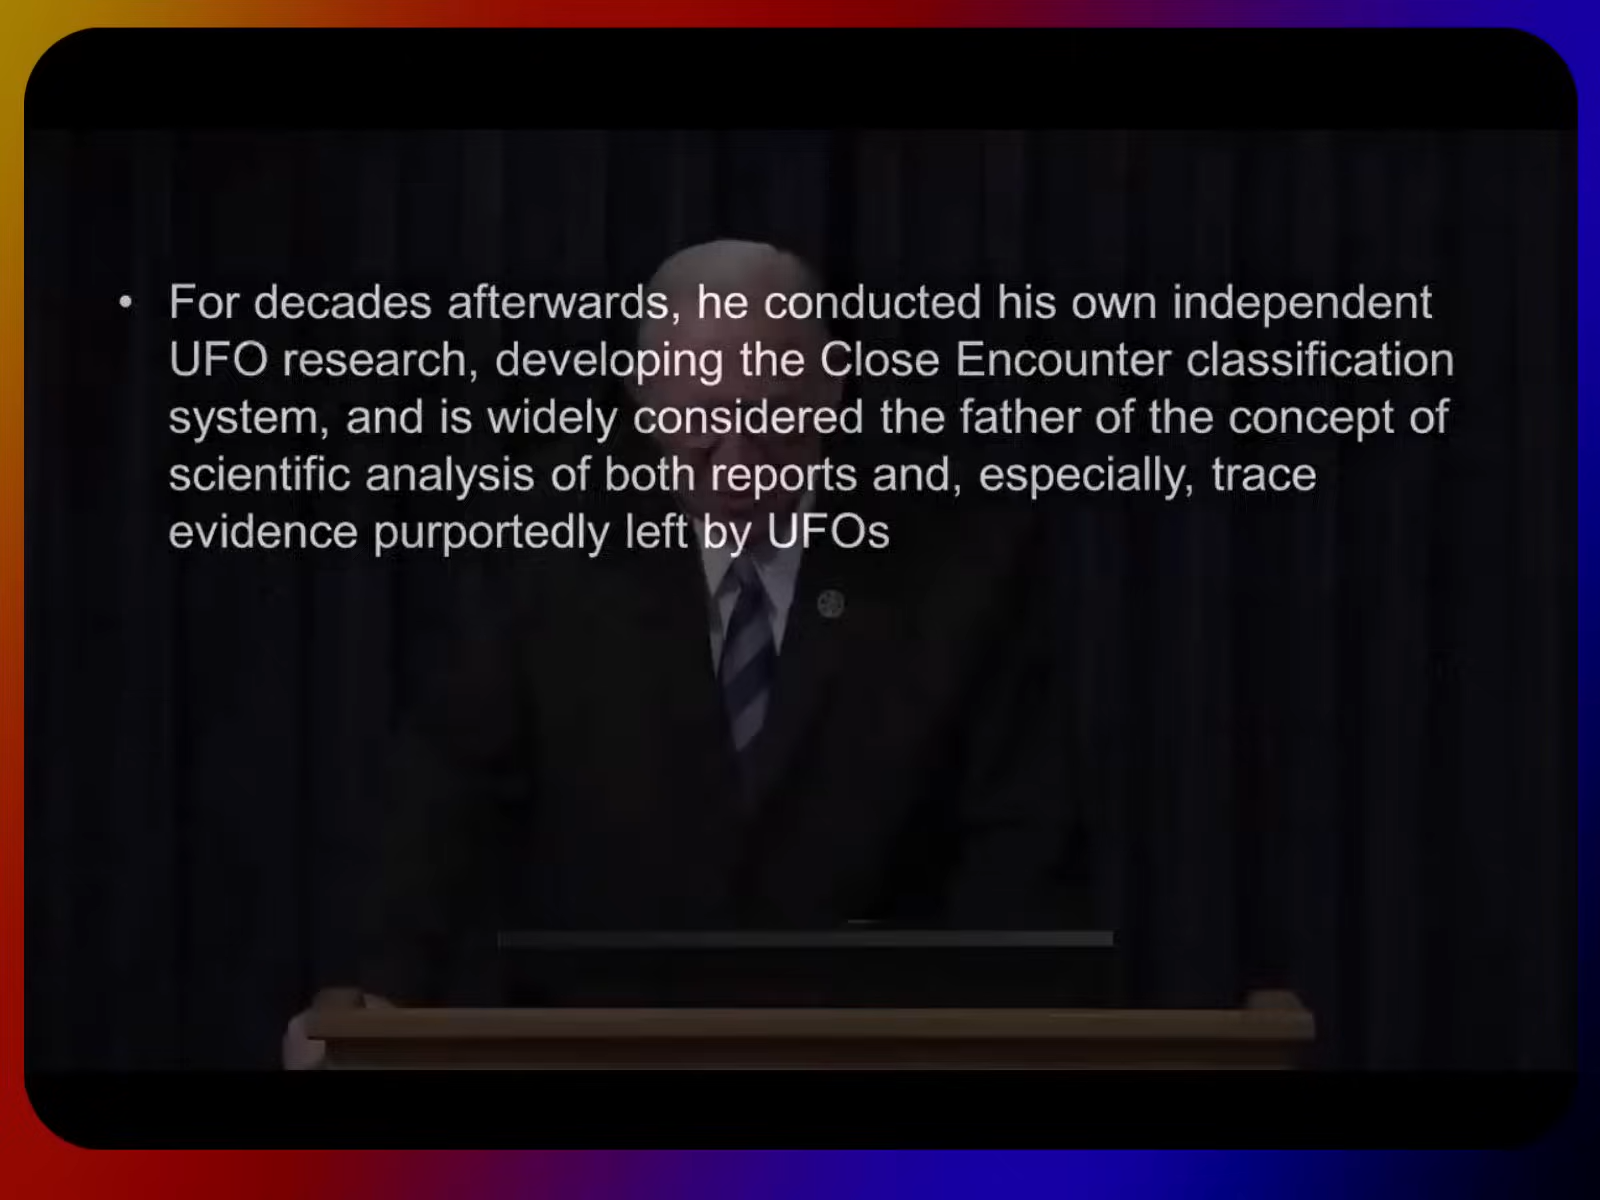 • For decades afterwards, he conducted his own independent
UFO research, developing the Close Encounter classification
system, and is widely considered the father of the concept of
scientific analysis of both reports and, especially, trace
evidence purportedly left by UFOs